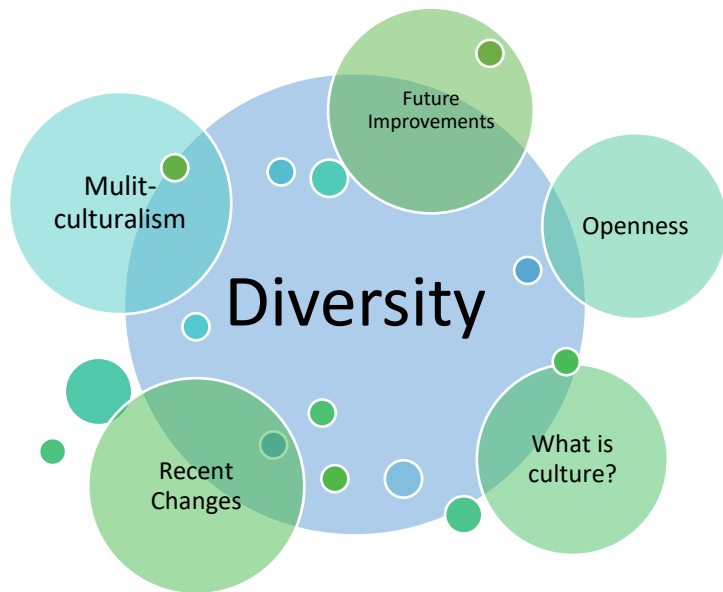 Future
Improvements
Mulit-
culturalism
Openness
Diversity
What is
culture?
Recent
Changes